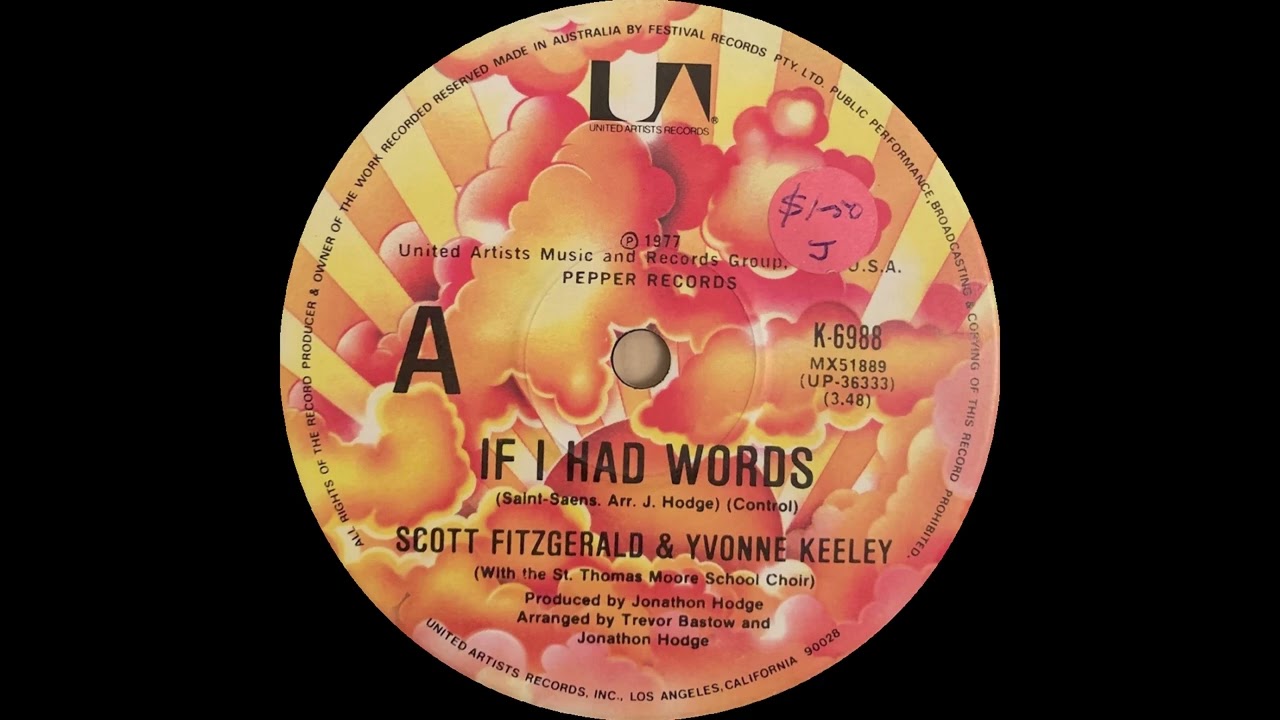 ALL RIGHTS OF THE RECORD PRODUCER & OWNER OF THE WORK RECORDED RESERVED MADE IN AUSTRALIA BY FESTIVAL RECORDS PTY. LTD. PUBLIC PERFORMANCE, BROADCASTING & COPYING OF THIS RECORD PROHIBITED.
UA®
UNITED ARTISTS RECORDS
$1-50
J
Ⓟ 1977
United Artists Music and Records Group, U.S.A.
PEPPER RECORDS
A
K-6988
MX51889
(UP-36333)
(3.48)
IF I HAD WORDS
(Saint-Saens. Arr. J. Hodge) (Control)
SCOTT FITZGERALD & YVONNE KEELEY
(With the St. Thomas Moore School Choir)
Produced by Jonathon Hodge
Arranged by Trevor Bastow and
Jonathon Hodge
UNITED ARTISTS RECORDS, INC., LOS ANGELES, CALIFORNIA 90028